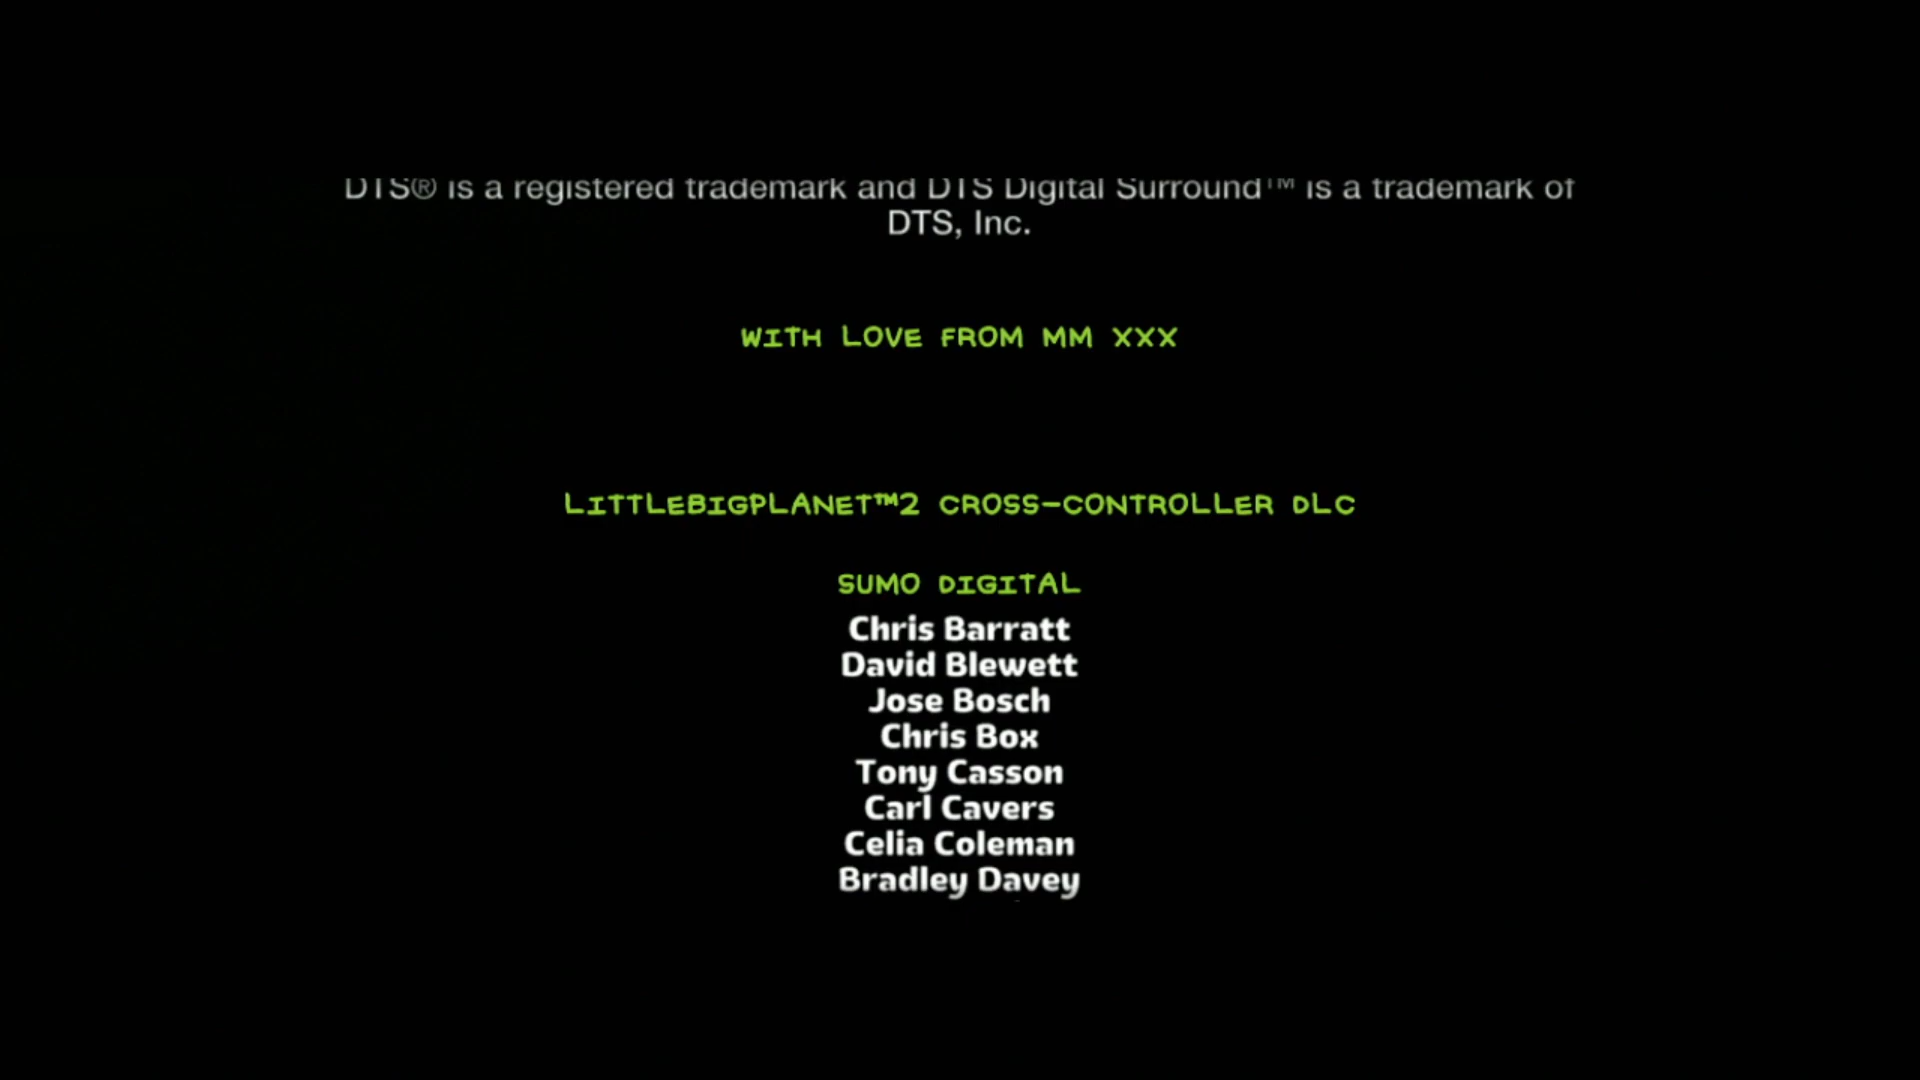 DTS® is a registered trademark and DTS Digital Surround™ is a trademark of
DTS, Inc.
WITH LOVE FROM MM XXX
LITTLEBIGPLANET™2 CROSS-CONTROLLER DLC
SUMO DIGITAL
Chris Barratt
David Blewett
Jose Bosch
Chris Box
Tony Casson
Carl Cavers
Celia Coleman
Bradley Davey